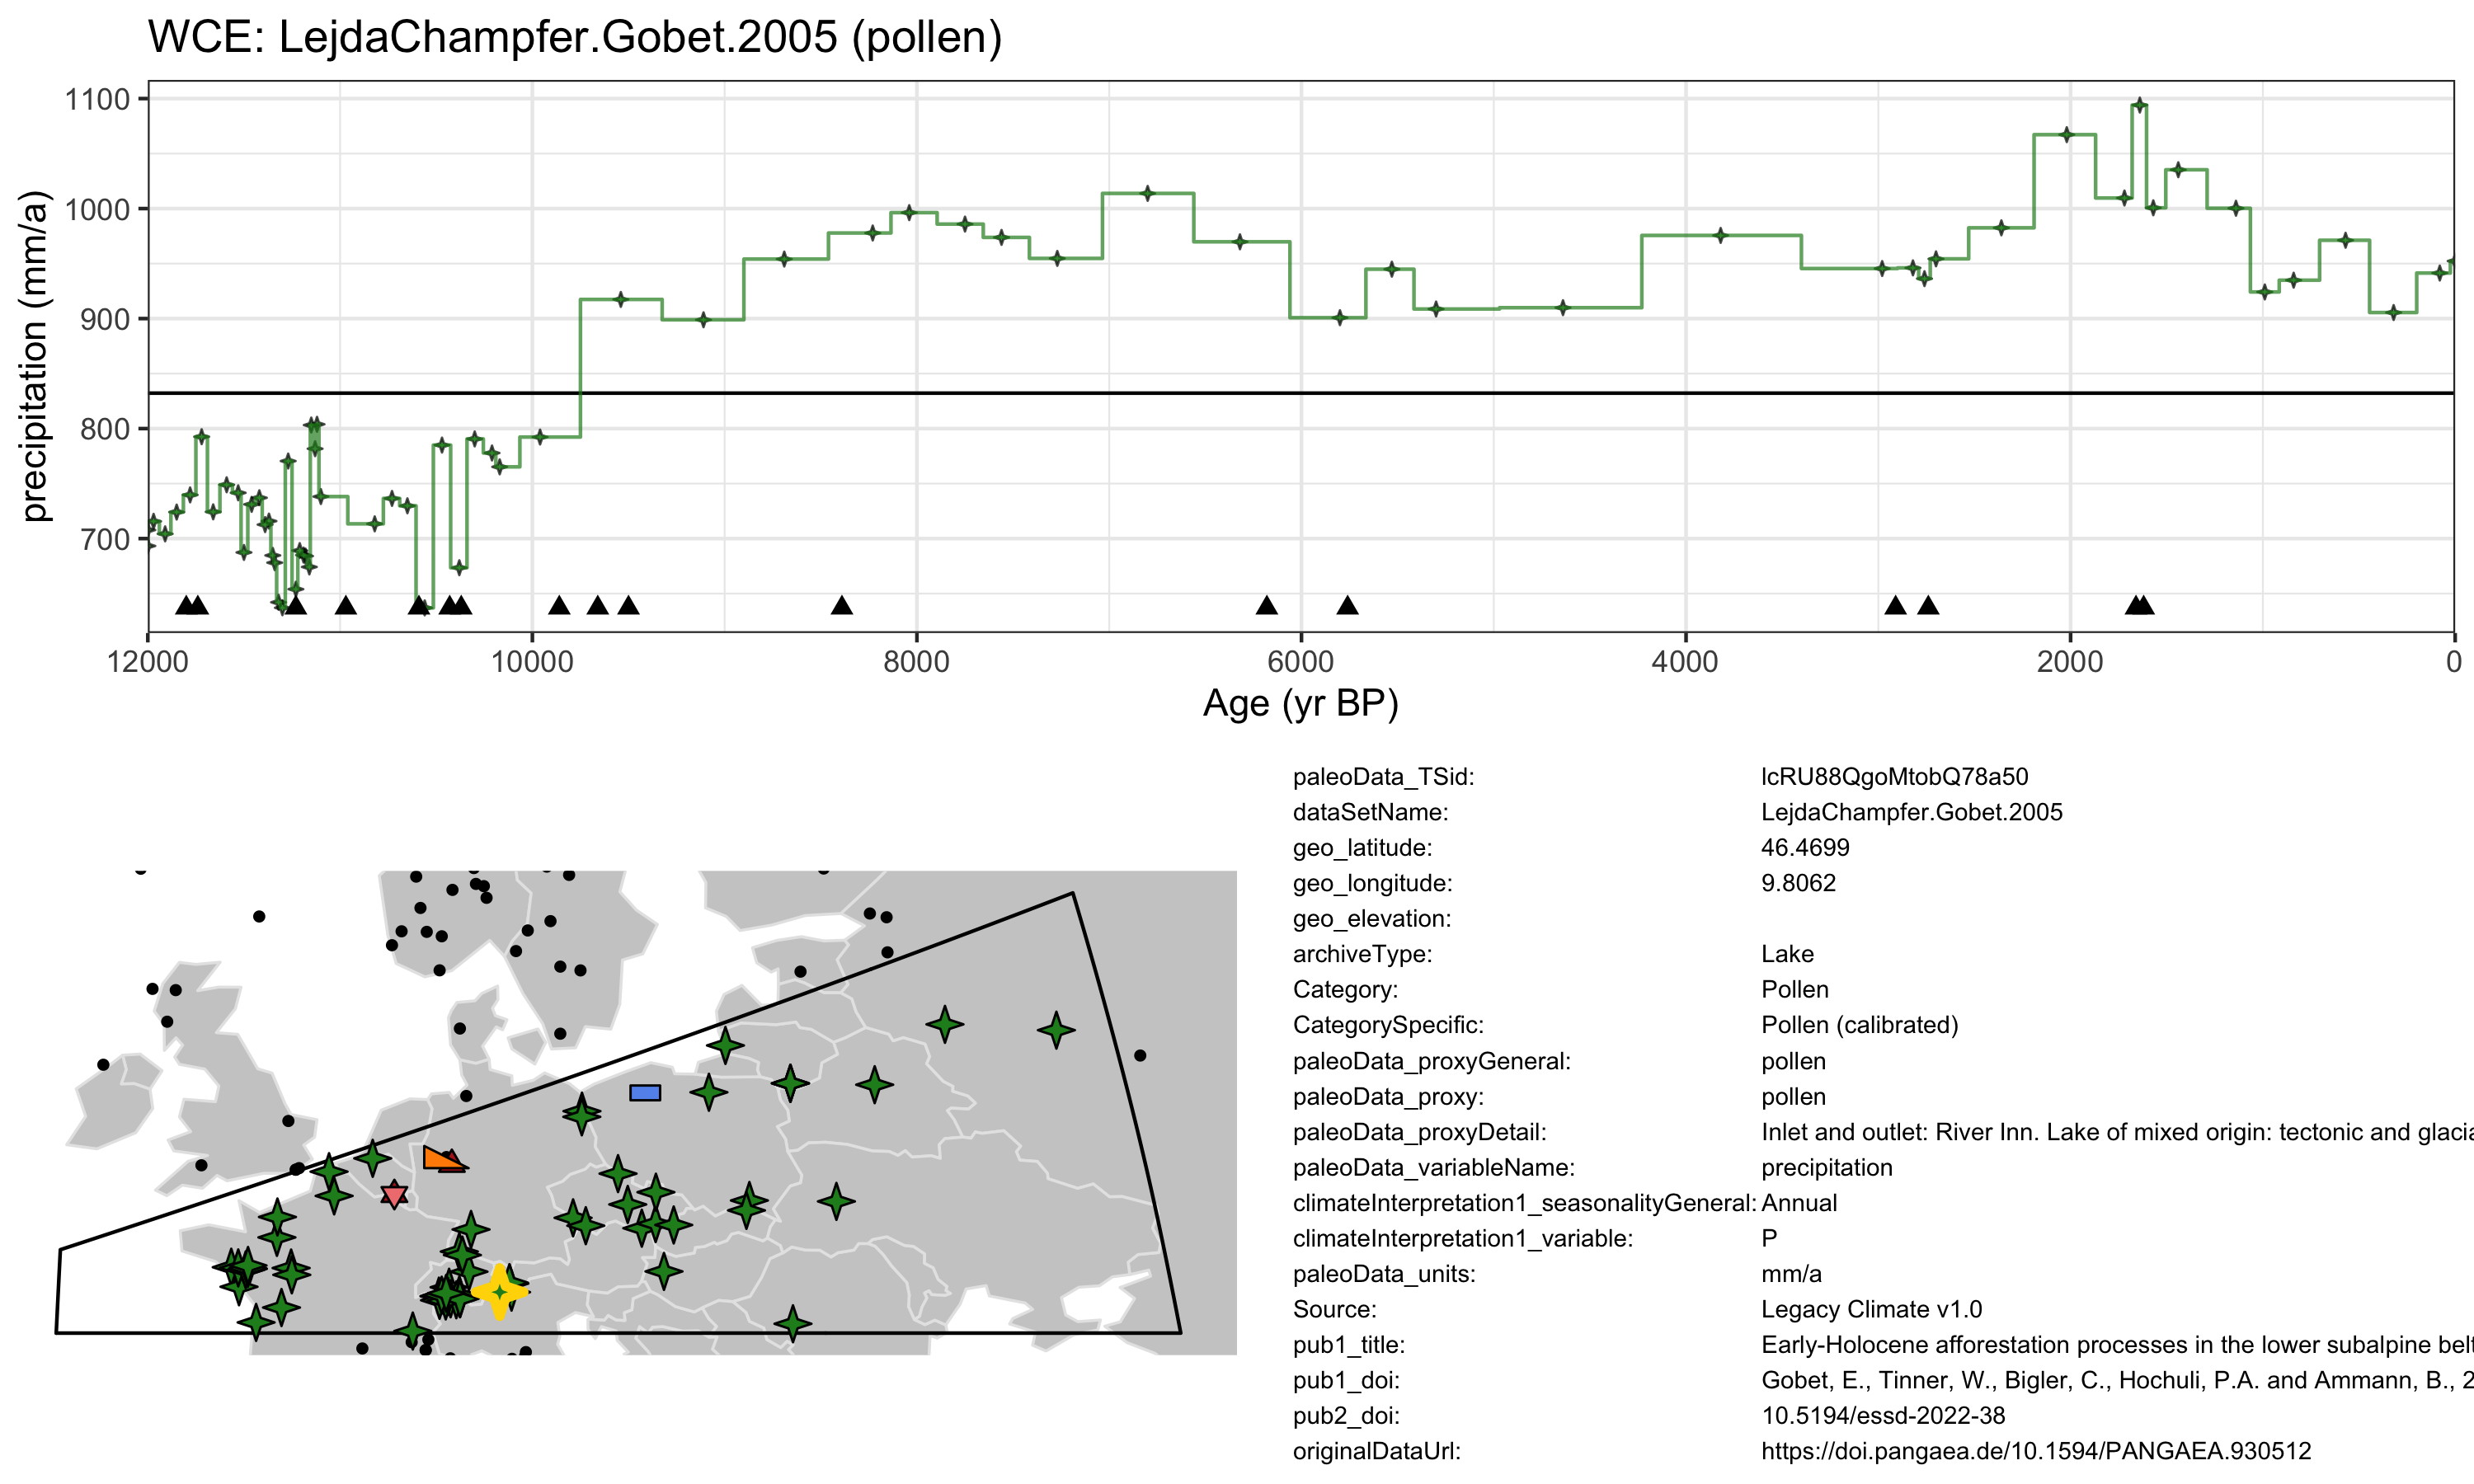 WCE: LejdaChampfer.Gobet.2005 (pollen)
precipitation (mm/a)
1100
1000
900
800
700
12000 10000 8000 6000 4000 2000 0
Age (yr BP)
paleoData_TSid: lcRU88QgoMtobQ78a50
dataSetName: LejdaChampfer.Gobet.2005
geo_latitude: 46.4699
geo_longitude: 9.8062
geo_elevation:
archiveType: Lake
Category: Pollen
CategorySpecific: Pollen (calibrated)
paleoData_proxyGeneral: pollen
paleoData_proxy: pollen
paleoData_proxyDetail: Inlet and outlet: River Inn. Lake of mixed origin: tectonic and glacia
paleoData_variableName: precipitation
climateInterpretation1_seasonalityGeneral: Annual
climateInterpretation1_variable: P
paleoData_units: mm/a
Source: Legacy Climate v1.0
pub1_title: Early-Holocene afforestation processes in the lower subalpine belt
pub1_doi: Gobet, E., Tinner, W., Bigler, C., Hochuli, P.A. and Ammann, B., 2
pub2_doi: 10.5194/essd-2022-38
originalDataUrl: https://doi.pangaea.de/10.1594/PANGAEA.930512